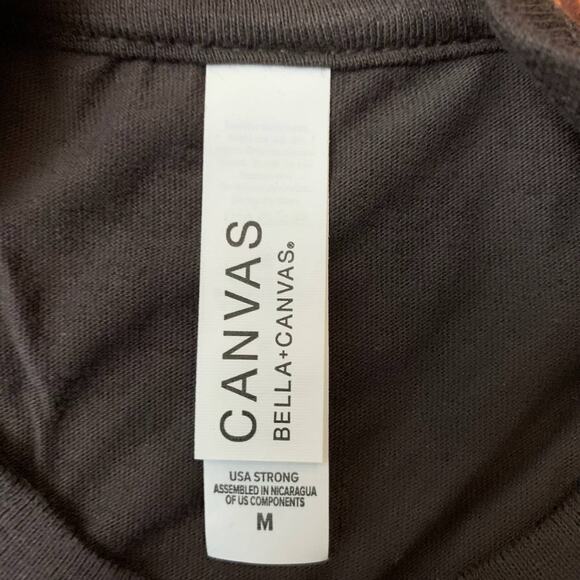 CANVAS
BELLA+CANVAS®
USA STRONG
ASSEMBLED IN NICARAGUA
OF US COMPONENTS
M